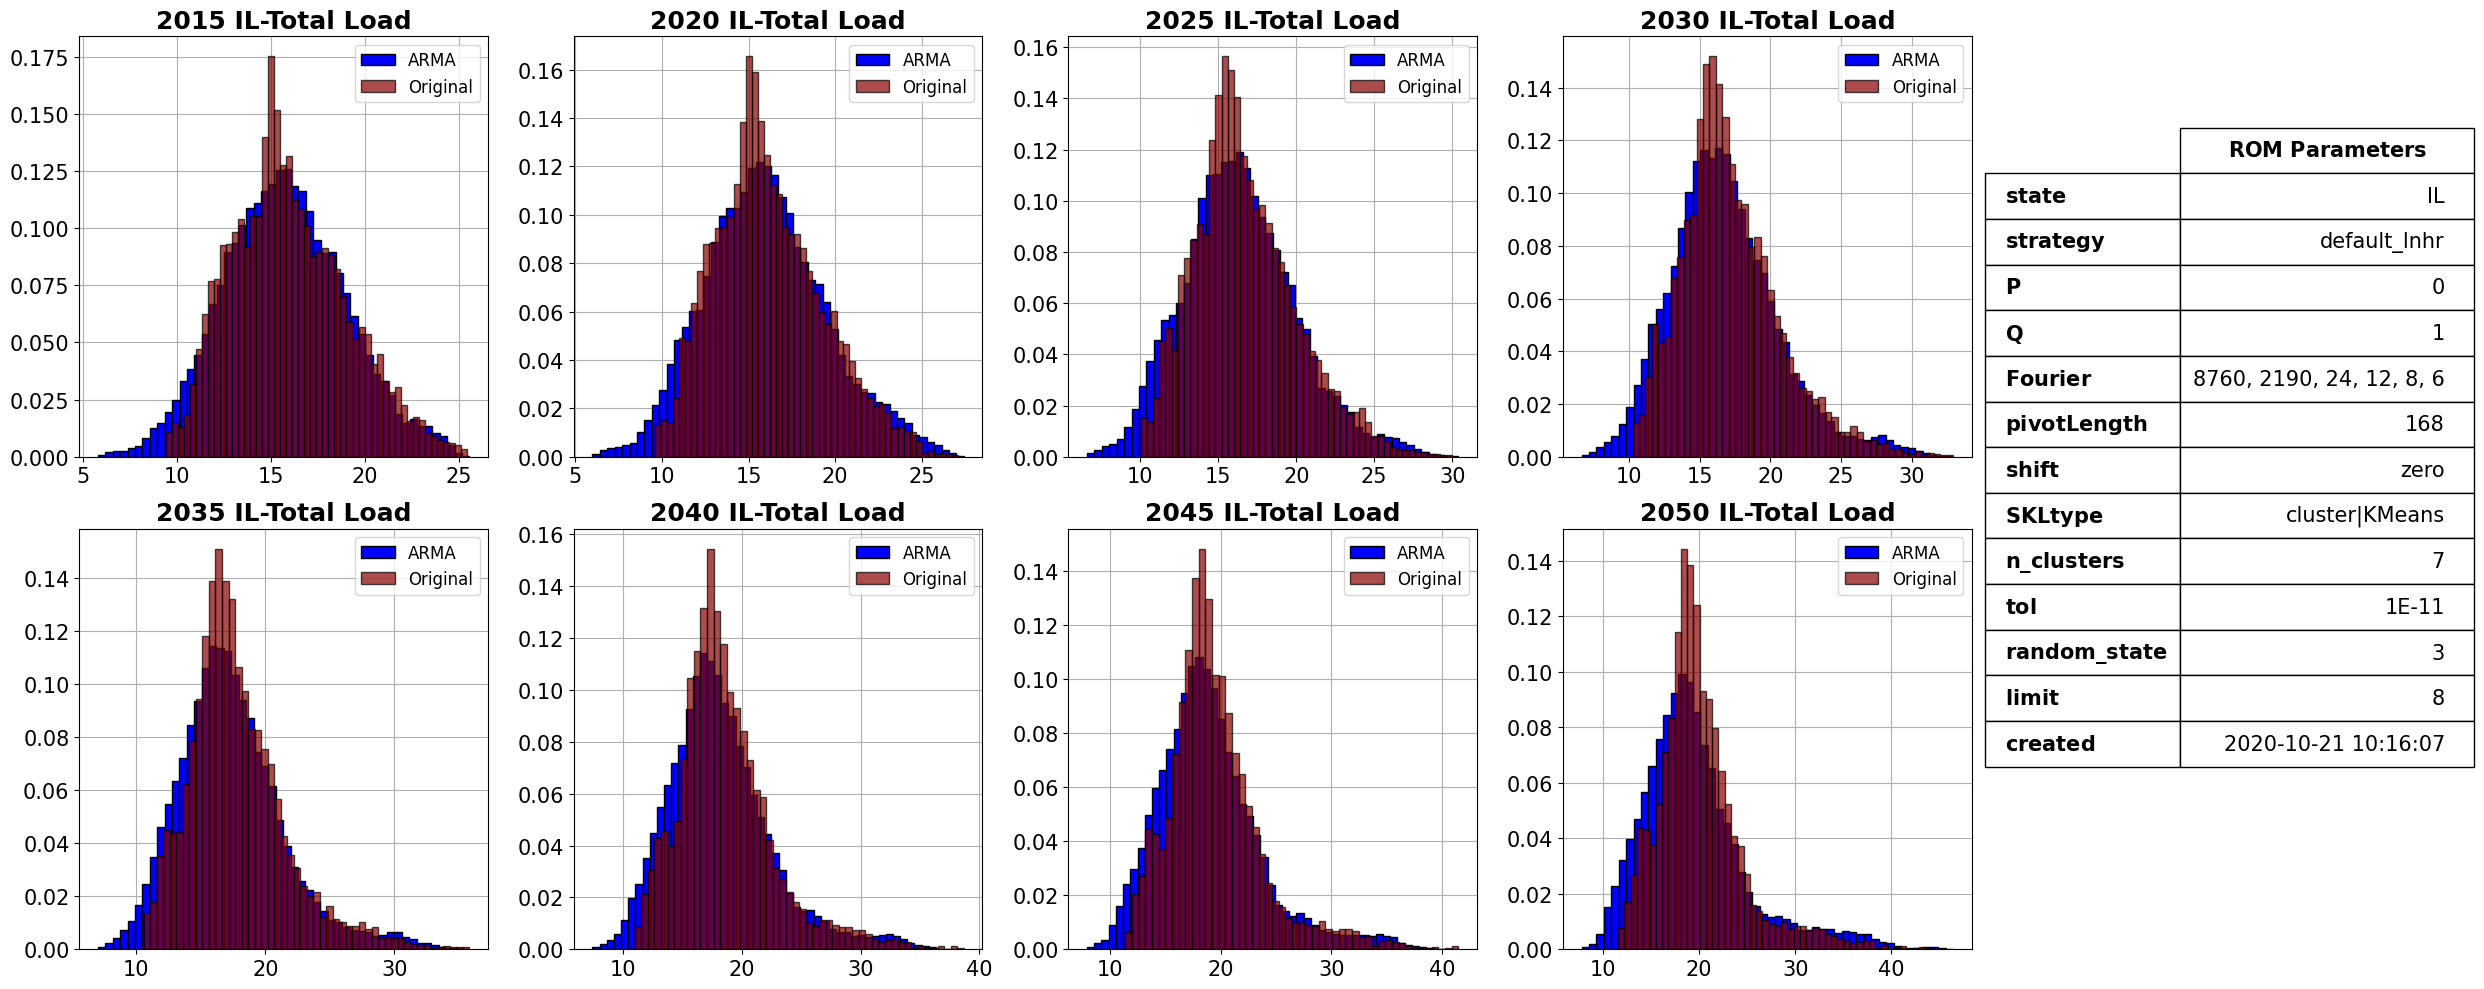 2015 IL-Total Load
0.175
0.150
0.125
0.100
0.075
0.050
0.025
0.000
5 10 15 20 25
ARMA
Original
2020 IL-Total Load
0.16
0.14
0.12
0.10
0.08
0.06
0.04
0.02
0.00
5 10 15 20 25
ARMA
Original
2025 IL-Total Load
0.16
0.14
0.12
0.10
0.08
0.06
0.04
0.02
0.00
10 15 20 25 30
ARMA
Original
2030 IL-Total Load
0.14
0.12
0.10
0.08
0.06
0.04
0.02
0.00
10 15 20 25 30
ARMA
Original
2035 IL-Total Load
0.14
0.12
0.10
0.08
0.06
0.04
0.02
0.00
10 20 30
ARMA
Original
2040 IL-Total Load
0.16
0.14
0.12
0.10
0.08
0.06
0.04
0.02
0.00
10 20 30 40
ARMA
Original
2045 IL-Total Load
0.14
0.12
0.10
0.08
0.06
0.04
0.02
0.00
10 20 30 40
ARMA
Original
2050 IL-Total Load
0.14
0.12
0.10
0.08
0.06
0.04
0.02
0.00
10 20 30 40
ARMA
Original
ROM Parameters
state IL
strategy default_lnhr
P 0
Q 1
Fourier 8760, 2190, 24, 12, 8, 6
pivotLength 168
shift zero
SKLtype cluster|KMeans
n_clusters 7
tol 1E-11
random_state 3
limit 8
created 2020-10-21 10:16:07